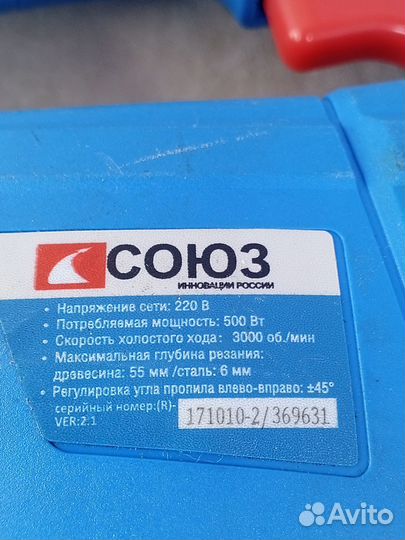 СОЮЗ
ИННОВАЦИИ РОССИИ
• Напряжение сети: 220 В
• Потребляемая мощность: 500 Вт
• Скорость холостого хода: 3000 об./мин
• Максимальная глубина резания:
древесина: 55 мм /сталь: 6 мм
• Регулировка угла пропила влево-вправо: ±45°
серийный номер:(R)- 171010-2/369631
VER:2.1
Avito